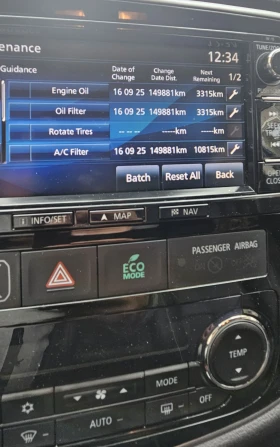 enance
12:34
Guidance
Date of Change
Change Date Dist.
Next Remaining
1/2
Engine Oil 16 09 25 149881km 3315km
Oil Filter 16 09 25 149881km 3315km
Rotate Tires -- -- -- -----km -----km
A/C Filter 16 09 25 149881km 10815km
Batch Reset All Back
INFO/SET MAP NAV
ECO
MODE
PASSENGER AIRBAG
TEMP
MODE
AUTO OFF